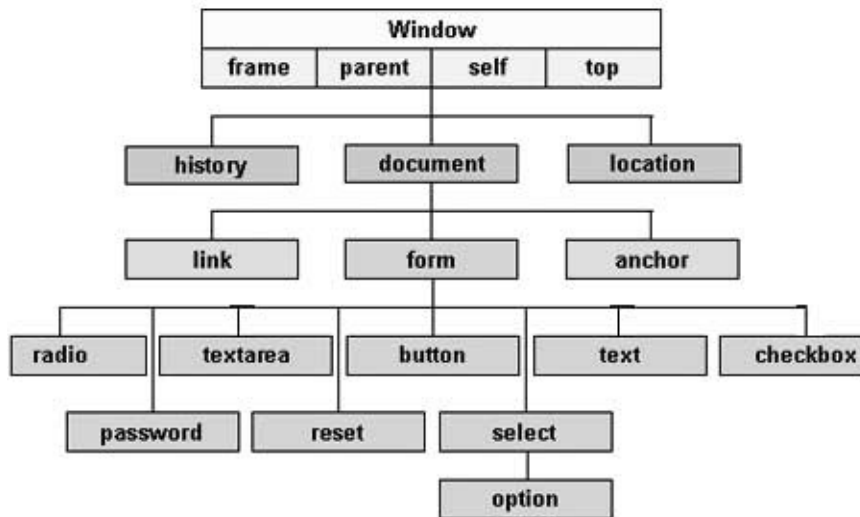 Window
frame parent self top
history document location
link form anchor
radio textarea button text checkbox
password reset select
option